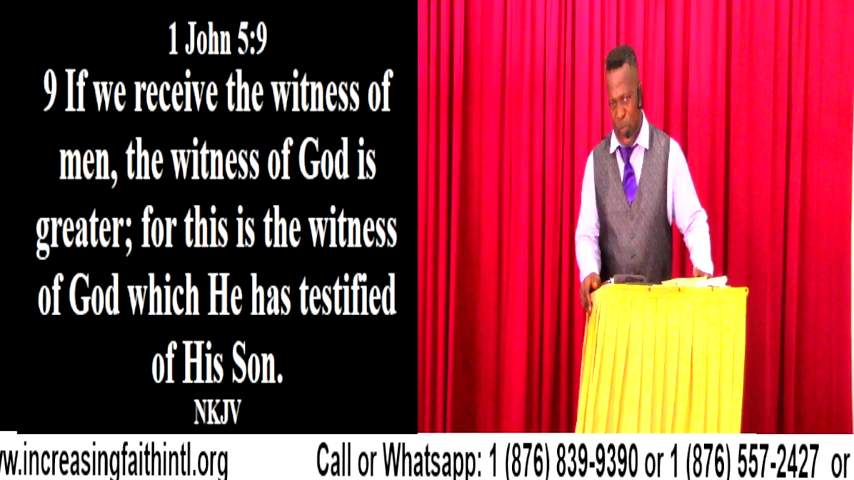 1 John 5:9
9 If we receive the witness of
men, the witness of God is
greater; for this is the witness
of God which He has testified
of His Son.
NKJV
w.increasingfaithintl.org Call or Whatsapp: 1 (876) 839-9390 or 1 (876) 557-2427 or